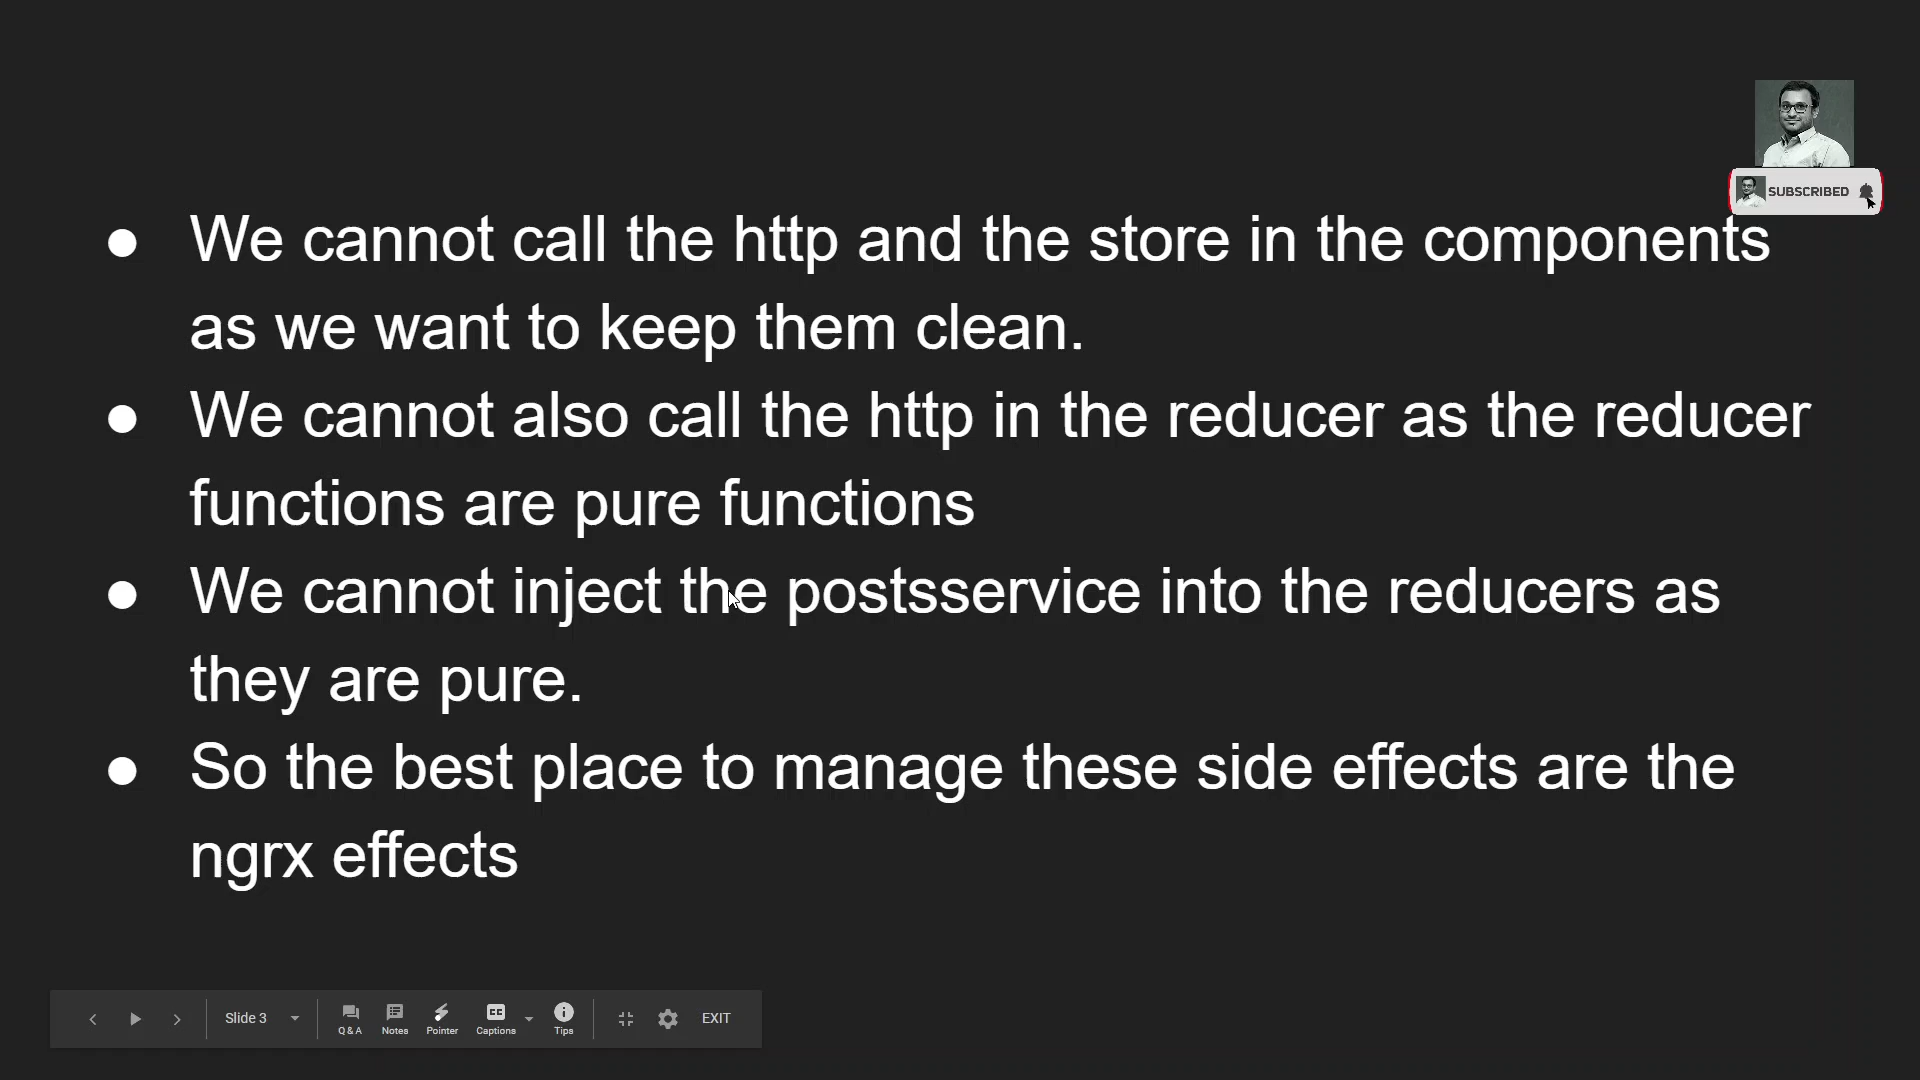 SUBSCRIBED
● We cannot call the http and the store in the components
as we want to keep them clean.
● We cannot also call the http in the reducer as the reducer
functions are pure functions
● We cannot inject the postsservice into the reducers as
they are pure.
● So the best place to manage these side effects are the
ngrx effects
Slide 3 Q & A Notes Pointer Captions Tips EXIT